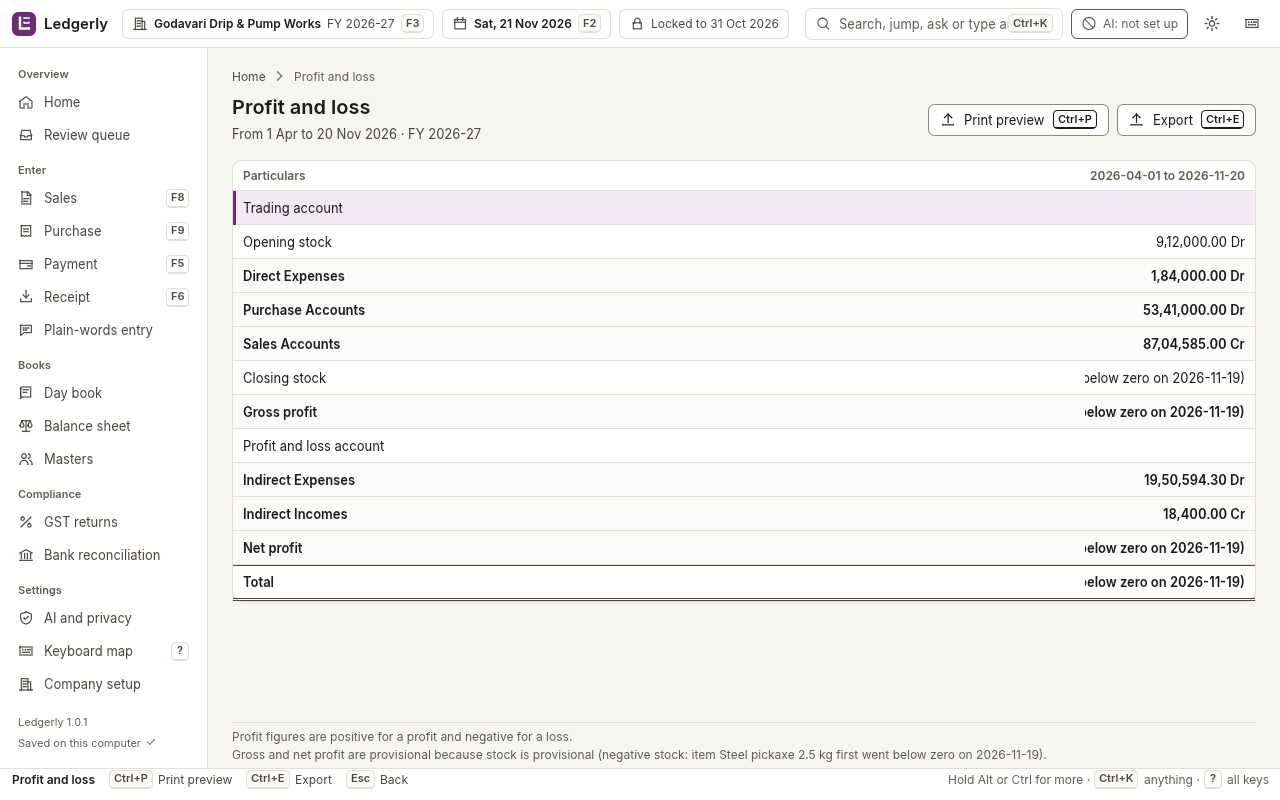 Ledgerly
Godavari Drip & Pump Works FY 2026-27 F3
Sat, 21 Nov 2026 F2
Locked to 31 Oct 2026
Search, jump, ask or type a Ctrl+K
AI: not set up
Overview
Home
Review queue
Enter
Sales F8
Purchase F9
Payment F5
Receipt F6
Plain-words entry
Books
Day book
Balance sheet
Masters
Compliance
GST returns
Bank reconciliation
Settings
AI and privacy
Keyboard map ?
Company setup
Ledgerly 1.0.1
Saved on this computer
Home Profit and loss
Profit and loss
From 1 Apr to 20 Nov 2026 · FY 2026-27
Print preview Ctrl+P
Export Ctrl+E
Particulars 2026-04-01 to 2026-11-20
Trading account
Opening stock 9,12,000.00 Dr
Direct Expenses 1,84,000.00 Dr
Purchase Accounts 53,41,000.00 Dr
Sales Accounts 87,04,585.00 Cr
Closing stock below zero on 2026-11-19)
Gross profit below zero on 2026-11-19)
Profit and loss account
Indirect Expenses 19,50,594.30 Dr
Indirect Incomes 18,400.00 Cr
Net profit below zero on 2026-11-19)
Total below zero on 2026-11-19)
Profit figures are positive for a profit and negative for a loss.
Gross and net profit are provisional because stock is provisional (negative stock: item Steel pickaxe 2.5 kg first went below zero on 2026-11-19).
Profit and loss Ctrl+P Print preview Ctrl+E Export Esc Back
Hold Alt or Ctrl for more · Ctrl+K anything · ? all keys